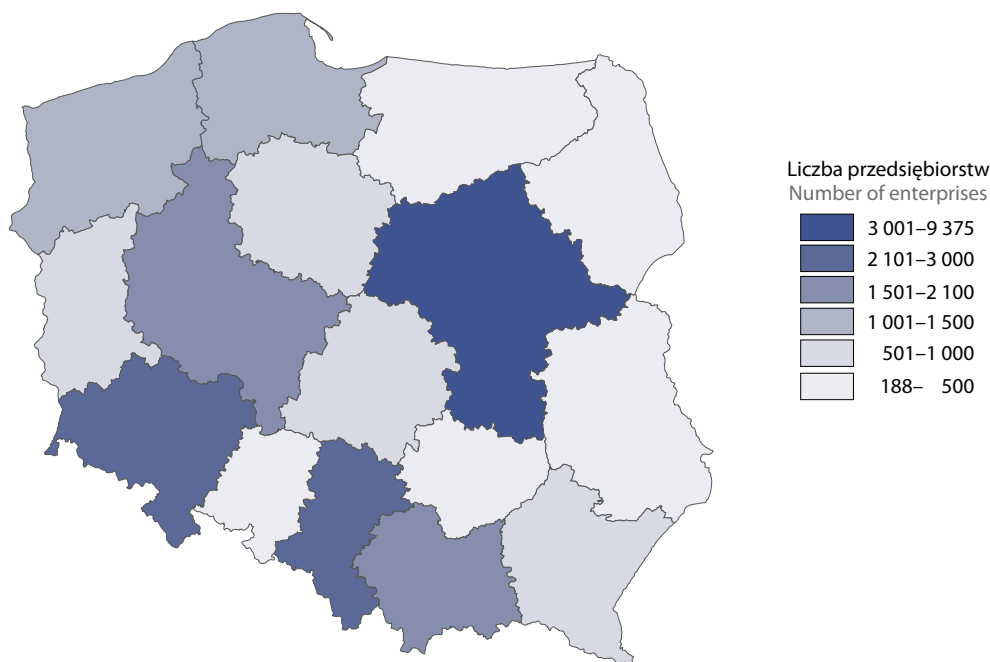 Liczba przedsiębiorstw
Number of enterprises
3 001–9 375
2 101–3 000
1 501–2 100
1 001–1 500
501–1 000
188– 500